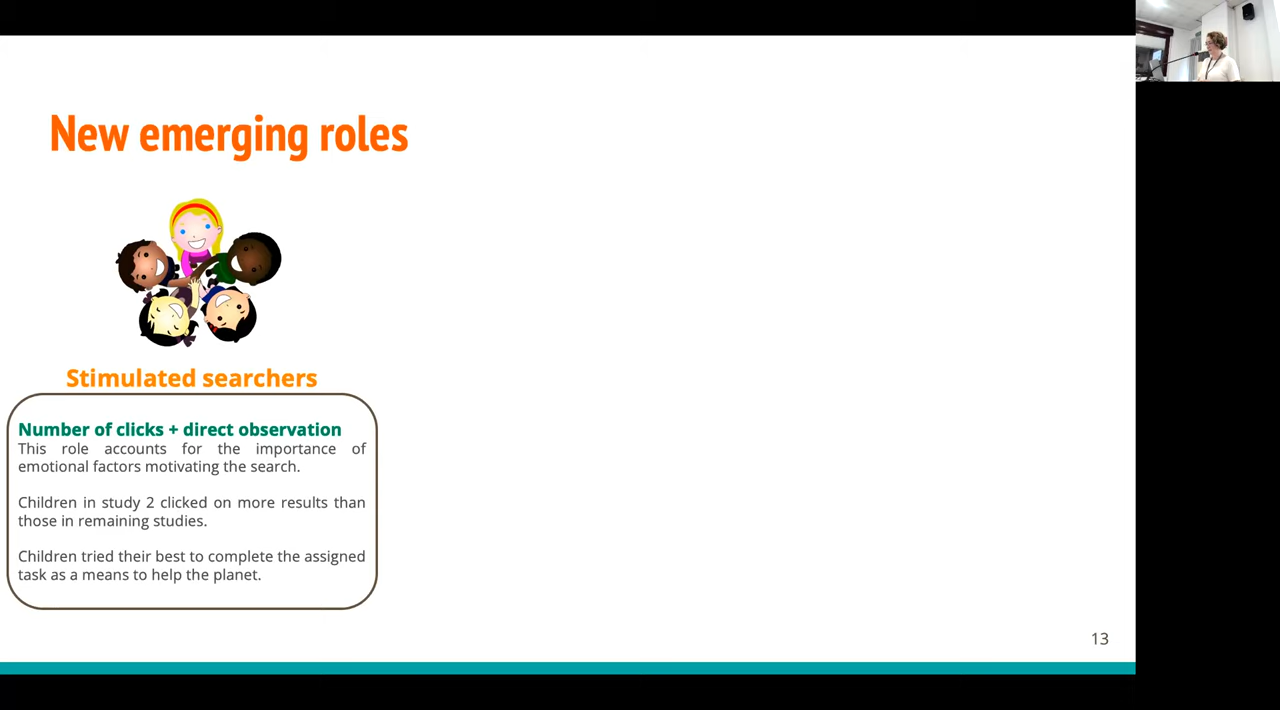 New emerging roles
Stimulated searchers
Number of clicks + direct observation
This role accounts for the importance of
emotional factors motivating the search.
Children in study 2 clicked on more results than
those in remaining studies.
Children tried their best to complete the assigned
task as a means to help the planet.
13